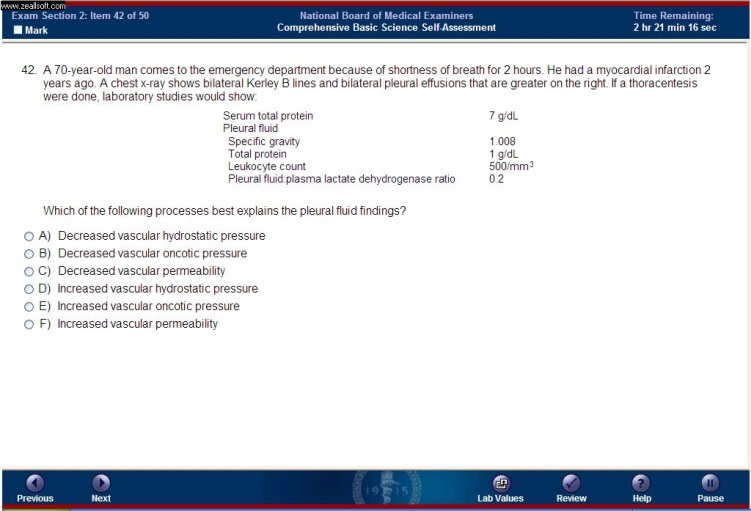 www.zeallsoft.com
Exam Section 2: Item 42 of 50
National Board of Medical Examiners
Time Remaining:
Mark
Comprehensive Basic Science Self-Assessment
2 hr 21 min 16 sec
42. A 70-year-old man comes to the emergency department because of shortness of breath for 2 hours. He had a myocardial infarction 2
years ago. A chest x-ray shows bilateral Kerley B lines and bilateral pleural effusions that are greater on the right. If a thoracentesis
were done, laboratory studies would show:
Serum total protein 7 g/dL
Pleural fluid
Specific gravity 1.008
Total protein 1 g/dL
Leukocyte count 500/mm³
Pleural fluid:plasma lactate dehydrogenase ratio 0.2
Which of the following processes best explains the pleural fluid findings?
A) Decreased vascular hydrostatic pressure
B) Decreased vascular oncotic pressure
C) Decreased vascular permeability
D) Increased vascular hydrostatic pressure
E) Increased vascular oncotic pressure
F) Increased vascular permeability
1915
Previous Next Lab Values Review Help Pause